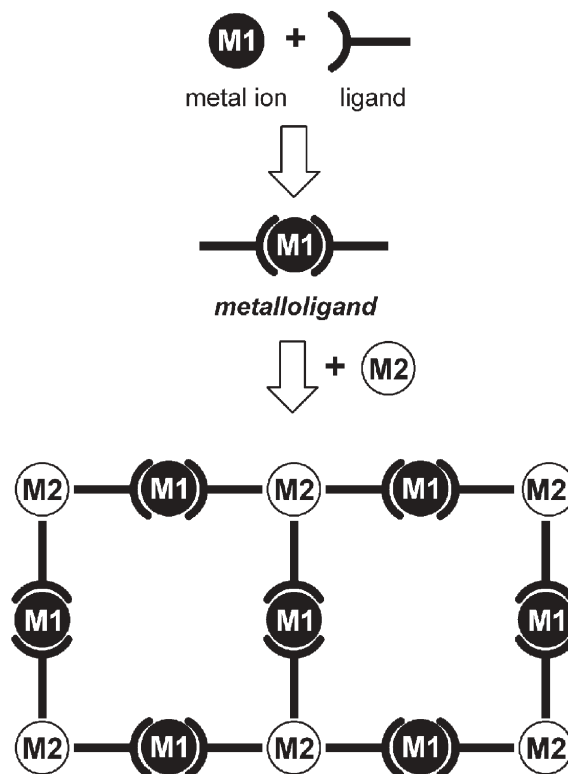 M1 +
metal ion ligand
M1
metalloligand
+ M2
M2 M1 M2 M1 M2
M1 M1 M1
M2 M1 M2 M1 M2